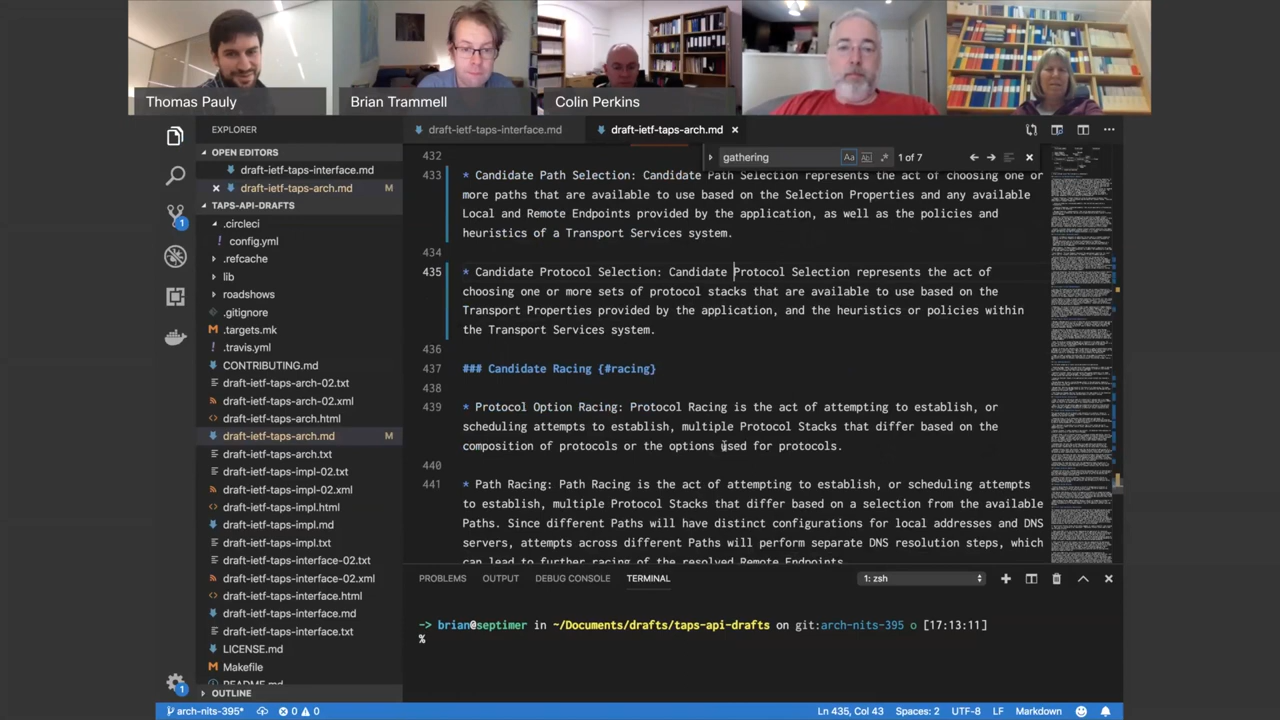 Thomas Pauly
Brian Trammell
Colin Perkins
EXPLORER
OPEN EDITORS
draft-ietf-taps-interface.md
draft-ietf-taps-arch.md M
TAPS-API-DRAFTS
.circleci
config.yml
.refcache
lib
roadshows
.gitignore
.targets.mk
.travis.yml
CONTRIBUTING.md
draft-ietf-taps-arch-02.txt
draft-ietf-taps-arch-02.xml
draft-ietf-taps-arch.html
draft-ietf-taps-arch.md M
draft-ietf-taps-arch.txt
draft-ietf-taps-impl-02.txt
draft-ietf-taps-impl-02.xml
draft-ietf-taps-impl.html
draft-ietf-taps-impl.md
draft-ietf-taps-impl.txt
draft-ietf-taps-interface-02.txt
draft-ietf-taps-interface-02.xml
draft-ietf-taps-interface.html
draft-ietf-taps-interface.md
draft-ietf-taps-interface.txt
LICENSE.md
Makefile
README.md
OUTLINE
draft-ietf-taps-interface.md
draft-ietf-taps-arch.md
gathering Aa Abl .* 1 of 7
432
433 * Candidate Path Selection: Candidate Path Selection represents the act of choosing one or
more paths that are available to use based on the Selection Properties and any available
Local and Remote Endpoints provided by the application, as well as the policies and
heuristics of a Transport Services system.
434
435 * Candidate Protocol Selection: Candidate Protocol Selection represents the act of
choosing one or more sets of protocol stacks that are available to use based on the
Transport Properties provided by the application, and the heuristics or policies within
the Transport Services system.
436
437 ### Candidate Racing {#racing}
438
439 * Protocol Option Racing: Protocol Racing is the act of attempting to establish, or
scheduling attempts to establish, multiple Protocol Stacks that differ based on the
composition of protocols or the options used for protocols.
440
441 * Path Racing: Path Racing is the act of attempting to establish, or scheduling attempts
to establish, multiple Protocol Stacks that differ based on a selection from the available
Paths. Since different Paths will have distinct configurations for local addresses and DNS
servers, attempts across different Paths will perform separate DNS resolution steps, which
can lead to further racing of the resolved Remote Endpoints.
PROBLEMS OUTPUT DEBUG CONSOLE TERMINAL 1: zsh
-> brian@septimer in ~/Documents/drafts/taps-api-drafts on git:arch-nits-395 o [17:13:11]
%
1
1
arch-nits-395* 0 0 Ln 435, Col 43 Spaces: 2 UTF-8 LF Markdown